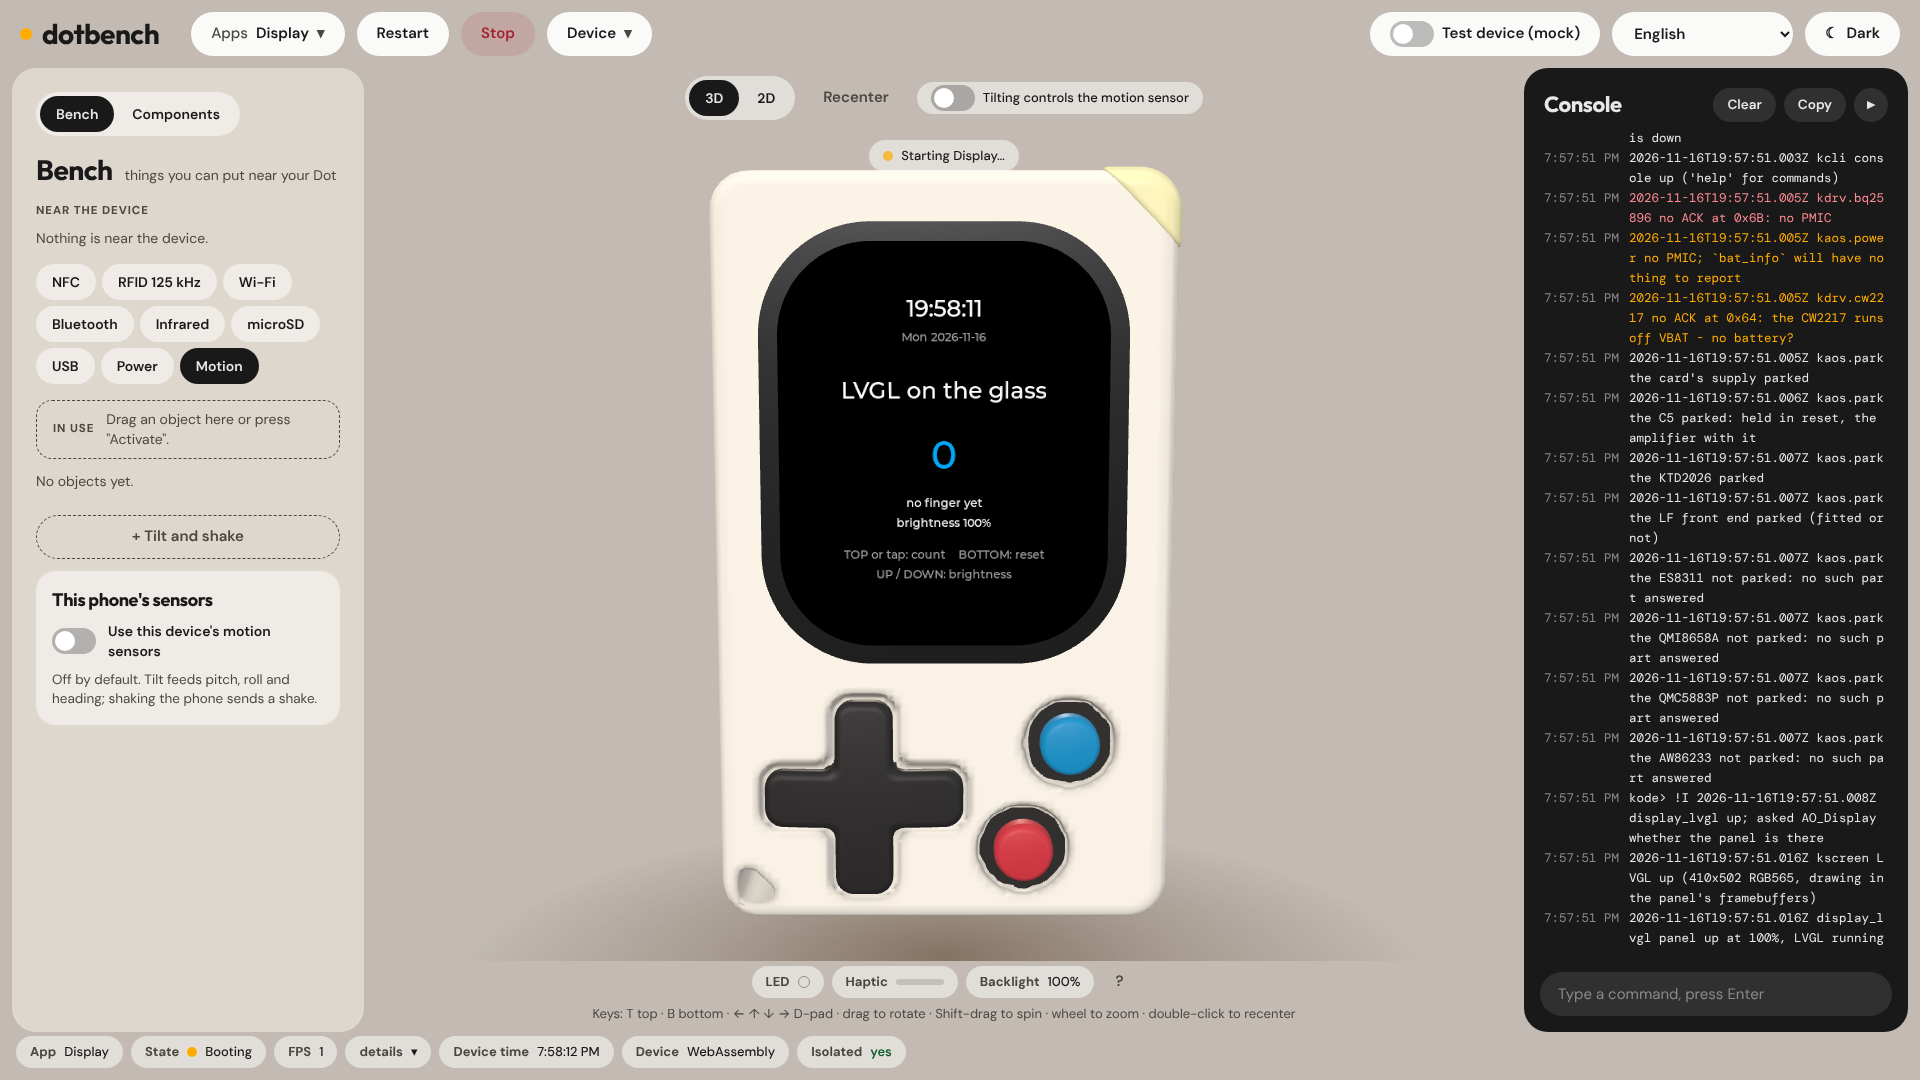 dotbench
Apps Display ▾
Restart
Stop
Device ▾
Test device (mock)
English
Dark
Bench
Components
Bench things you can put near your Dot
NEAR THE DEVICE
Nothing is near the device.
NFC
RFID 125 kHz
Wi-Fi
Bluetooth
Infrared
microSD
USB
Power
Motion
IN USE
Drag an object here or press
"Activate".
No objects yet.
+ Tilt and shake
This phone's sensors
Use this device's motion
sensors
Off by default. Tilt feeds pitch, roll and
heading; shaking the phone sends a shake.
3D
2D
Recenter
Tilting controls the motion sensor
Starting Display...
19:58:11
Mon 2026-11-16
LVGL on the glass
0
no finger yet
brightness 100%
TOP or tap: count BOTTOM: reset
UP / DOWN: brightness
LED
Haptic
Backlight 100%
?
Keys: T top · B bottom · ← ↑ ↓ → D-pad · drag to rotate · Shift-drag to spin · wheel to zoom · double-click to recenter
Console
Clear
Copy
is down
7:57:51 PM 2026-11-16T19:57:51.003Z kcli cons
ole up ('help' for commands)
7:57:51 PM 2026-11-16T19:57:51.005Z kdrv.bq25
896 no ACK at 0x6B: no PMIC
7:57:51 PM 2026-11-16T19:57:51.005Z kaos.powe
r no PMIC; `bat_info` will have no
thing to report
7:57:51 PM 2026-11-16T19:57:51.005Z kdrv.cw22
17 no ACK at 0x64: the CW2217 runs
off VBAT - no battery?
7:57:51 PM 2026-11-16T19:57:51.005Z kaos.park
the card's supply parked
7:57:51 PM 2026-11-16T19:57:51.006Z kaos.park
the C5 parked: held in reset, the
amplifier with it
7:57:51 PM 2026-11-16T19:57:51.007Z kaos.park
the KTD2026 parked
7:57:51 PM 2026-11-16T19:57:51.007Z kaos.park
the LF front end parked (fitted or
not)
7:57:51 PM 2026-11-16T19:57:51.007Z kaos.park
the ES8311 not parked: no such par
t answered
7:57:51 PM 2026-11-16T19:57:51.007Z kaos.park
the QMI8658A not parked: no such p
art answered
7:57:51 PM 2026-11-16T19:57:51.007Z kaos.park
the QMC5883P not parked: no such p
art answered
7:57:51 PM 2026-11-16T19:57:51.007Z kaos.park
the AW86233 not parked: no such pa
rt answered
7:57:51 PM kode> !I 2026-11-16T19:57:51.008Z
display_lvgl up; asked AO_Display
whether the panel is there
7:57:51 PM 2026-11-16T19:57:51.016Z kscreen L
VGL up (410x502 RGB565, drawing in
the panel's framebuffers)
7:57:51 PM 2026-11-16T19:57:51.016Z display_l
vgl panel up at 100%, LVGL running
Type a command, press Enter
App Display
State Booting
FPS 1
details ▾
Device time 7:58:12 PM
Device WebAssembly
Isolated yes